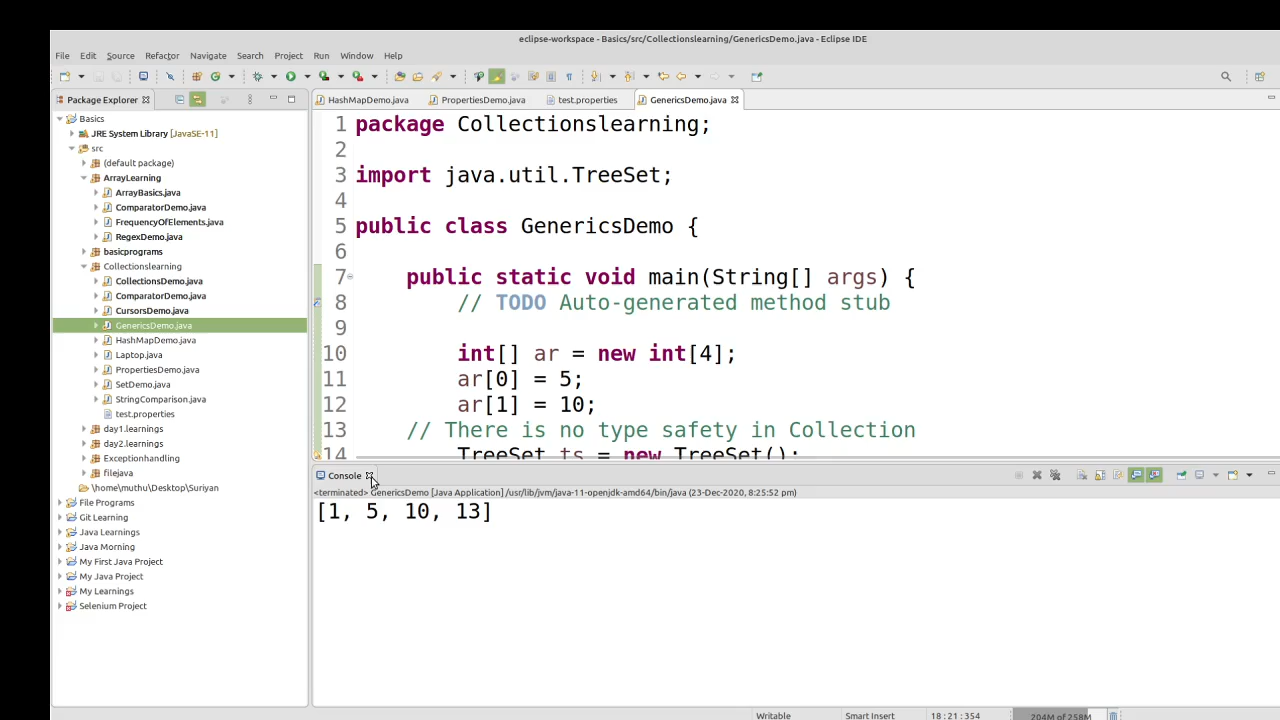 eclipse-workspace - Basics/src/Collectionslearning/GenericsDemo.java - Eclipse IDE
File Edit Source Refactor Navigate Search Project Run Window Help
Package Explorer
Basics
JRE System Library [JavaSE-11]
src
(default package)
ArrayLearning
ArrayBasics.java
ComparatorDemo.java
FrequencyOfElements.java
RegexDemo.java
basicprograms
Collectionslearning
CollectionsDemo.java
ComparatorDemo.java
CursorsDemo.java
GenericsDemo.java
HashMapDemo.java
Laptop.java
PropertiesDemo.java
SetDemo.java
StringComparison.java
test.properties
day1.learnings
day2.learnings
Exceptionhandling
filejava
\home\muthu\Desktop\Suriyan
File Programs
Git Learning
Java Learnings
Java Morning
My First Java Project
My Java Project
My Learnings
Selenium Project
HashMapDemo.java PropertiesDemo.java test.properties GenericsDemo.java
1 package Collectionslearning;
2
3 import java.util.TreeSet;
4
5 public class GenericsDemo {
6
7 public static void main(String[] args) {
8 // TODO Auto-generated method stub
9
10 int[] ar = new int[4];
11 ar[0] = 5;
12 ar[1] = 10;
13 // There is no type safety in Collection
14 TreeSet ts = new TreeSet();
Console
<terminated> GenericsDemo [Java Application] /usr/lib/jvm/java-11-openjdk-amd64/bin/java (23-Dec-2020, 8:25:52 pm)
[1, 5, 10, 13]
Writable Smart Insert 18 : 21 : 354 204M of 258M